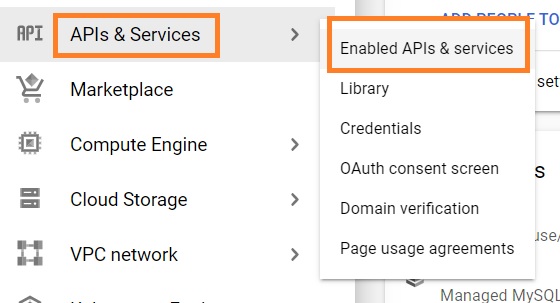 API APIs & Services
Marketplace
Compute Engine
Cloud Storage
VPC network
ADD PEOPLE TO
Enabled APIs & services
Library
set
Credentials
OAuth consent screen
Domain verification
Page usage agreements
s
use/
Managed MySQL